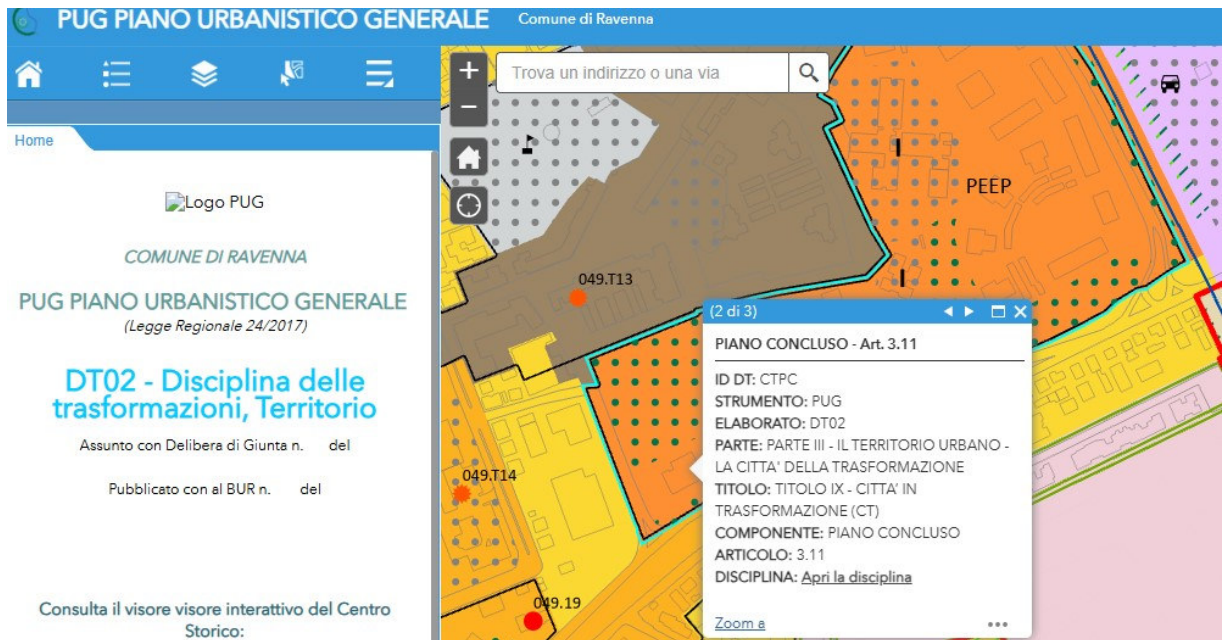 PUG PIANO URBANISTICO GENERALE
Comune di Ravenna
Home
Logo PUG
COMUNE DI RAVENNA
PUG PIANO URBANISTICO GENERALE
(Legge Regionale 24/2017)
DT02 - Disciplina delle
trasformazioni, Territorio
Assunto con Delibera di Giunta n. del
Pubblicato con al BUR n. del
Consulta il visore visore interattivo del Centro
Storico:
+
Trova un indirizzo o una via
−
PEEP
049.T13
049.T14
049.19
(2 di 3)
PIANO CONCLUSO - Art. 3.11
ID DT: CTPC
STRUMENTO: PUG
ELABORATO: DT02
PARTE: PARTE III - IL TERRITORIO URBANO -
LA CITTA' DELLA TRASFORMAZIONE
TITOLO: TITOLO IX - CITTA' IN
TRASFORMAZIONE (CT)
COMPONENTE: PIANO CONCLUSO
ARTICOLO: 3.11
DISCIPLINA: Apri la disciplina
Zoom a